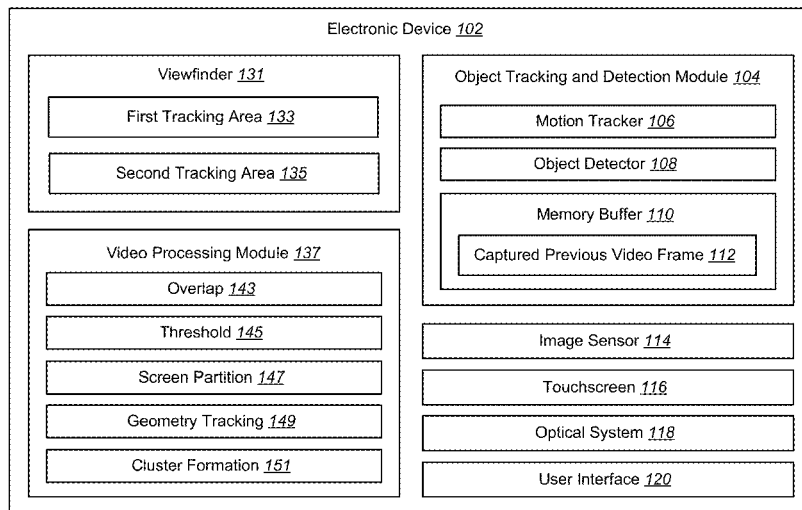 Electronic Device 102
Viewfinder 131
First Tracking Area 133
Second Tracking Area 135
Video Processing Module 137
Overlap 143
Threshold 145
Screen Partition 147
Geometry Tracking 149
Cluster Formation 151
Object Tracking and Detection Module 104
Motion Tracker 106
Object Detector 108
Memory Buffer 110
Captured Previous Video Frame 112
Image Sensor 114
Touchscreen 116
Optical System 118
User Interface 120